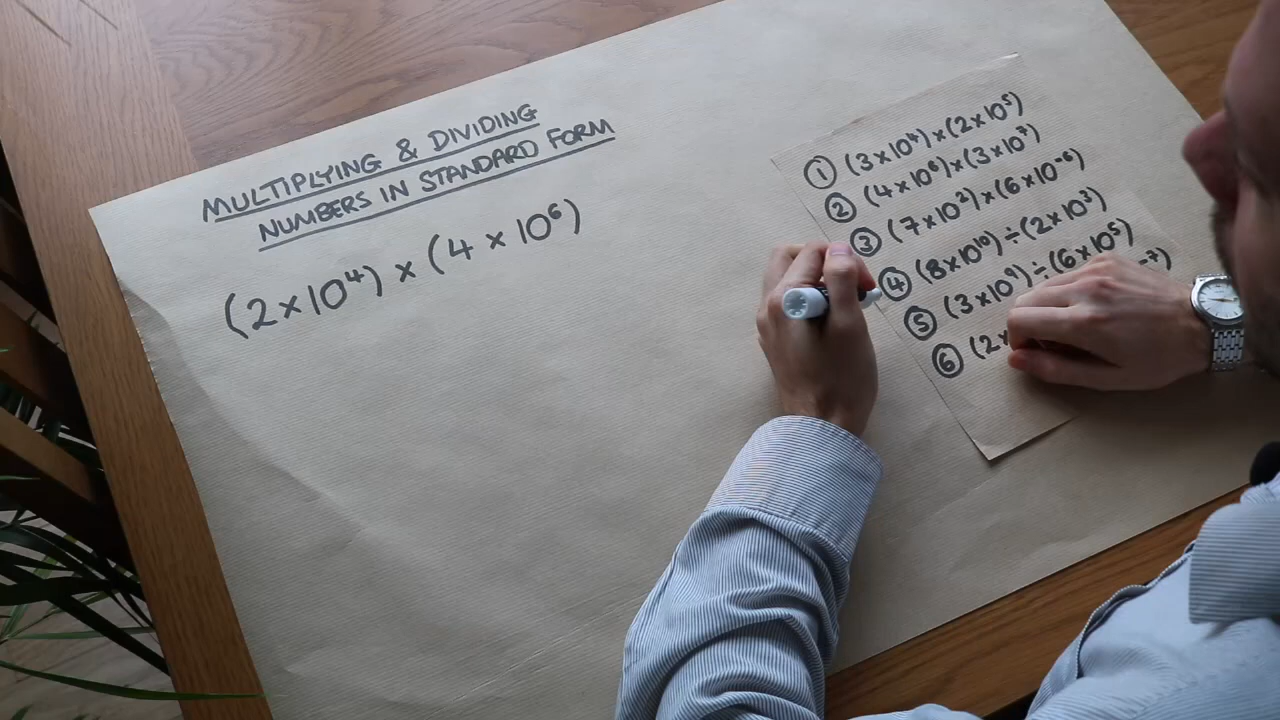 MULTIPLYING & DIVIDING
NUMBERS IN STANDARD FORM
(2×10⁴) × (4 × 10⁶)
① (3×10⁴)×(2×10⁵)
② (4×10⁶)×(3×10⁷)
③ (7×10²)×(6×10⁻⁶)
④ (8×10¹⁰)÷(2×10³)
⑤ (3×10⁹)÷(6×10⁵)
⑥ (2× ⁻⁷)